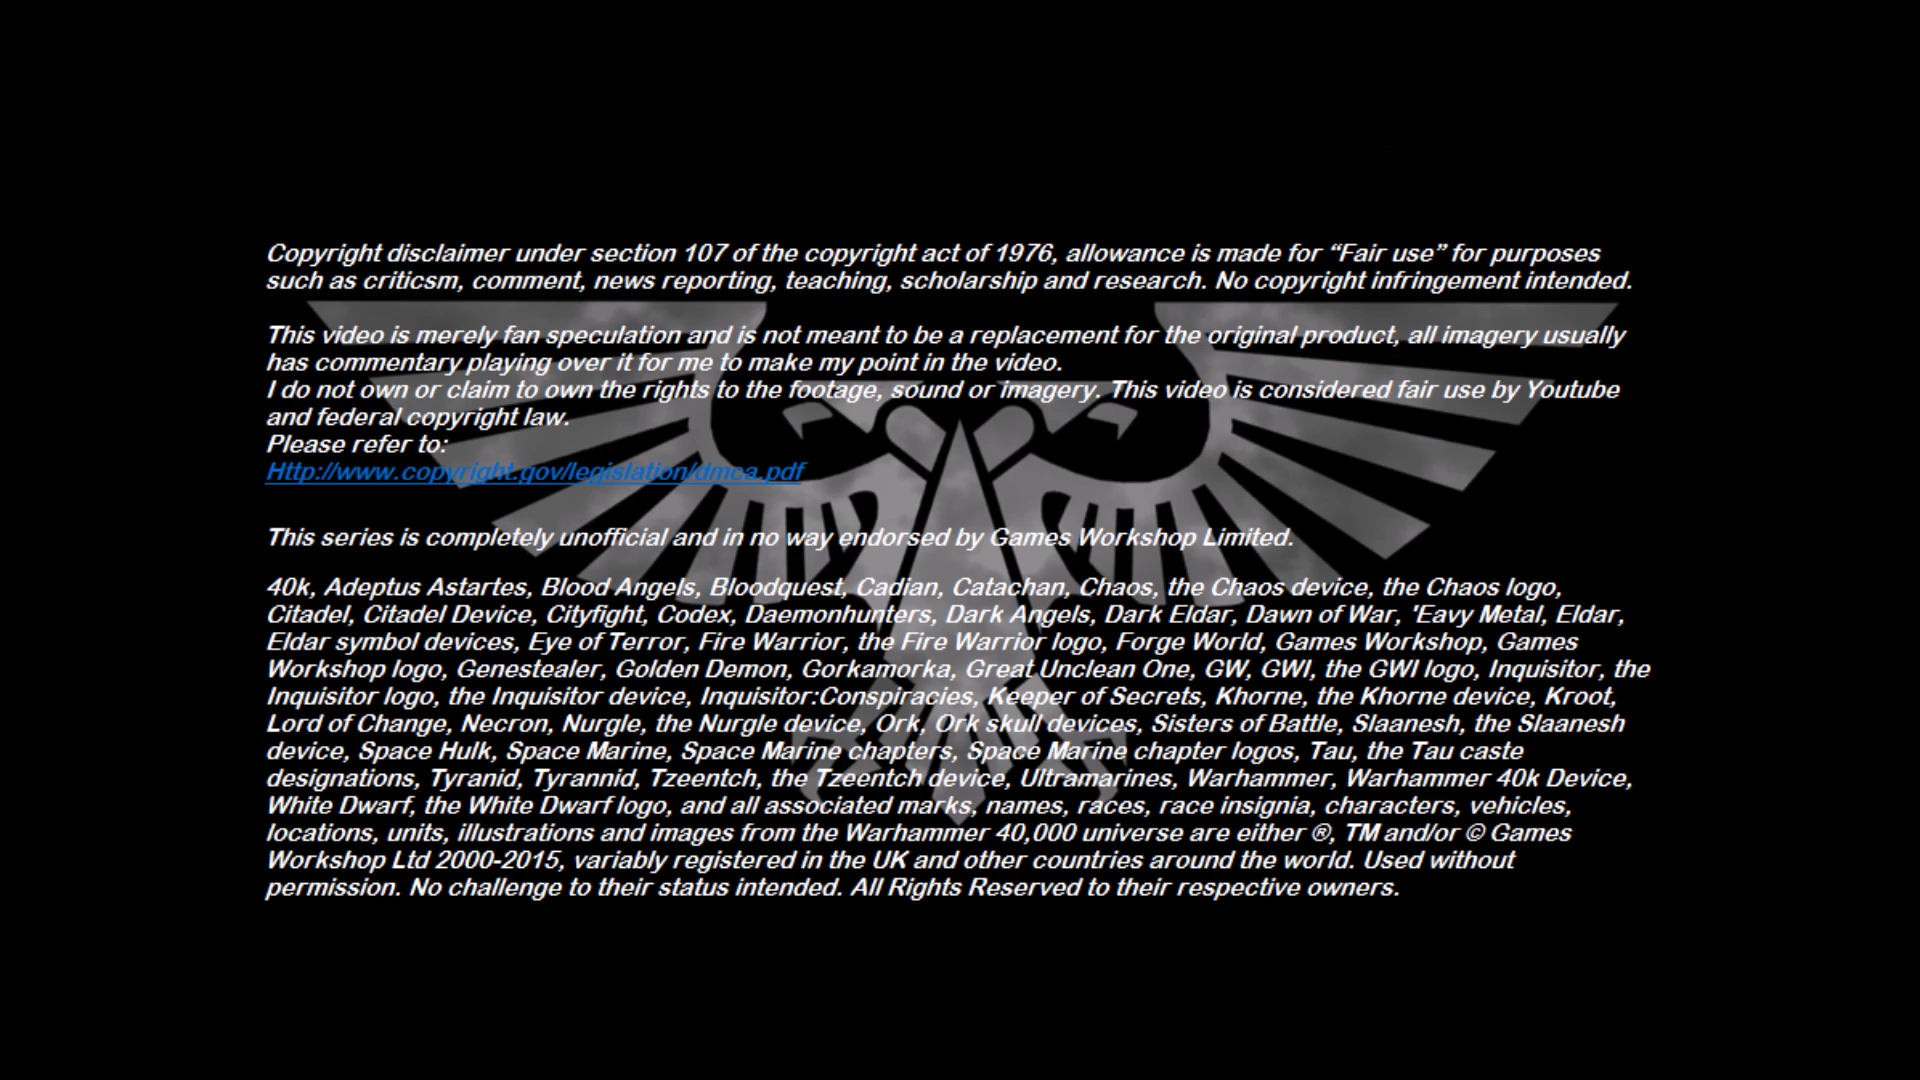 Copyright disclaimer under section 107 of the copyright act of 1976, allowance is made for “Fair use” for purposes
such as criticsm, comment, news reporting, teaching, scholarship and research. No copyright infringement intended.
This video is merely fan speculation and is not meant to be a replacement for the original product, all imagery usually
has commentary playing over it for me to make my point in the video.
I do not own or claim to own the rights to the footage, sound or imagery. This video is considered fair use by Youtube
and federal copyright law.
Please refer to:
Http://www.copyright.gov/legislation/dmca.pdf
This series is completely unofficial and in no way endorsed by Games Workshop Limited.
40k, Adeptus Astartes, Blood Angels, Bloodquest, Cadian, Catachan, Chaos, the Chaos device, the Chaos logo,
Citadel, Citadel Device, Cityfight, Codex, Daemonhunters, Dark Angels, Dark Eldar, Dawn of War, 'Eavy Metal, Eldar,
Eldar symbol devices, Eye of Terror, Fire Warrior, the Fire Warrior logo, Forge World, Games Workshop, Games
Workshop logo, Genestealer, Golden Demon, Gorkamorka, Great Unclean One, GW, GWI, the GWI logo, Inquisitor, the
Inquisitor logo, the Inquisitor device, Inquisitor:Conspiracies, Keeper of Secrets, Khorne, the Khorne device, Kroot,
Lord of Change, Necron, Nurgle, the Nurgle device, Ork, Ork skull devices, Sisters of Battle, Slaanesh, the Slaanesh
device, Space Hulk, Space Marine, Space Marine chapters, Space Marine chapter logos, Tau, the Tau caste
designations, Tyranid, Tyrannid, Tzeentch, the Tzeentch device, Ultramarines, Warhammer, Warhammer 40k Device,
White Dwarf, the White Dwarf logo, and all associated marks, names, races, race insignia, characters, vehicles,
locations, units, illustrations and images from the Warhammer 40,000 universe are either ®, TM and/or © Games
Workshop Ltd 2000-2015, variably registered in the UK and other countries around the world. Used without
permission. No challenge to their status intended. All Rights Reserved to their respective owners.